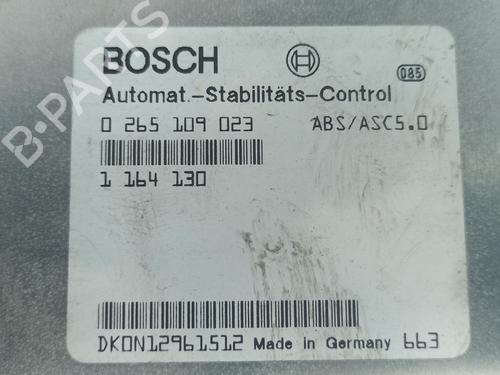 BOSCH
085
Automat.-Stabilitäts-Control
0 265 109 023 ABS/ASC5.0
1 164 130
DKON12961512 Made in Germany 663
B-PARTS